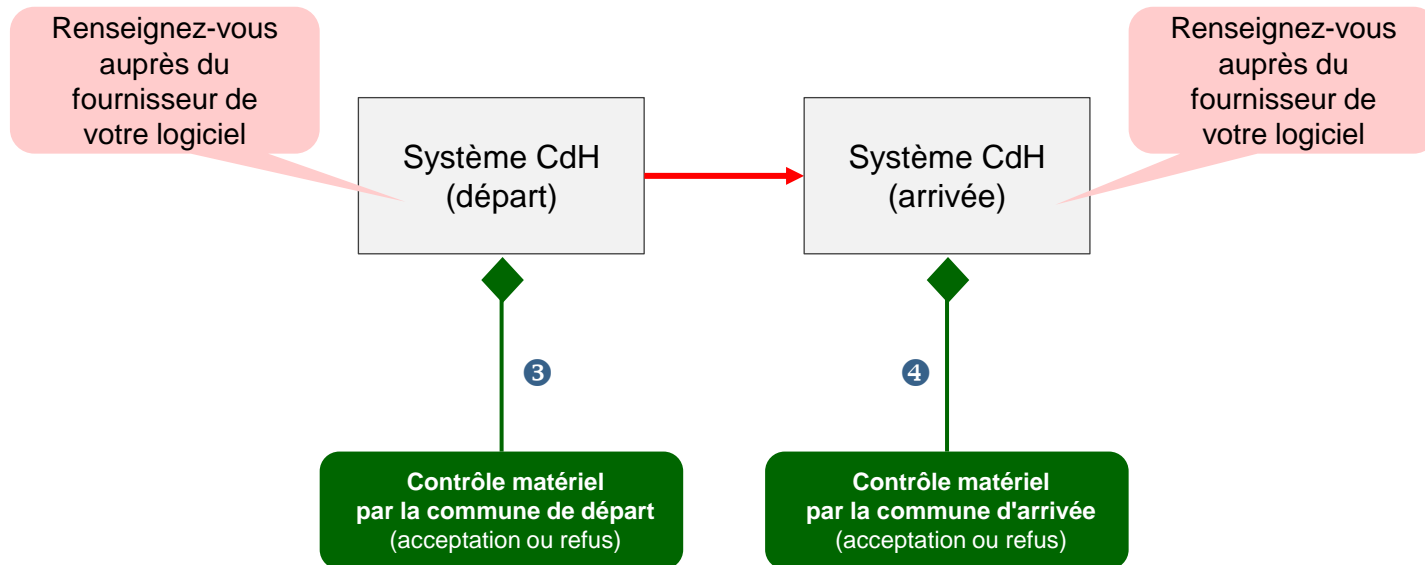 Renseignez-vous
auprès du
fournisseur de
votre logiciel
Renseignez-vous
auprès du
fournisseur de
votre logiciel
Système CdH
(départ)
Système CdH
(arrivée)
❸
❹
Contrôle matériel
par la commune de départ
(acceptation ou refus)
Contrôle matériel
par la commune d'arrivée
(acceptation ou refus)